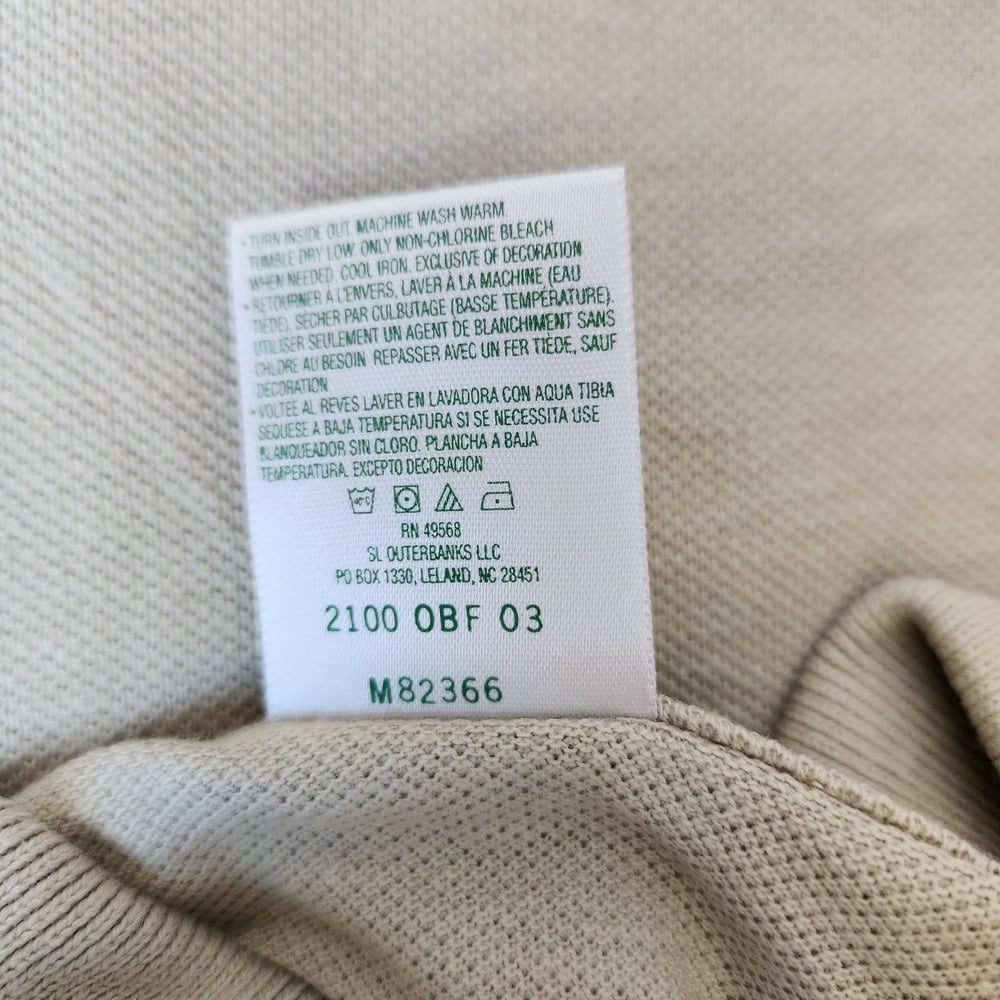 • TURN INSIDE OUT. MACHINE WASH WARM.
TUMBLE DRY LOW. ONLY NON-CHLORINE BLEACH
WHEN NEEDED. COOL IRON. EXCLUSIVE OF DECORATION
• RETOURNER À L'ENVERS, LAVER À LA MACHINE (EAU
TIÈDE). SÉCHER PAR CULBUTAGE (BASSE TEMPÉRATURE).
UTILISER SEULEMENT UN AGENT DE BLANCHIMENT SANS
CHLORE AU BESOIN REPASSER AVEC UN FER TIÈDE, SAUF
DECORATION.
• VOLTEE AL REVES LAVER EN LAVADORA CON AQUA TIBIA
SEQUESE A BAJA TEMPERATURA SI SE NECESSITA USE
BLANQUEADOR SIN CLORO. PLANCHA A BAJA
TEMPERATURA. EXCEPTO DECORACION
RN 49568
SL OUTERBANKS LLC
PO BOX 1330, LELAND, NC 28451
2100 OBF 03
M82366